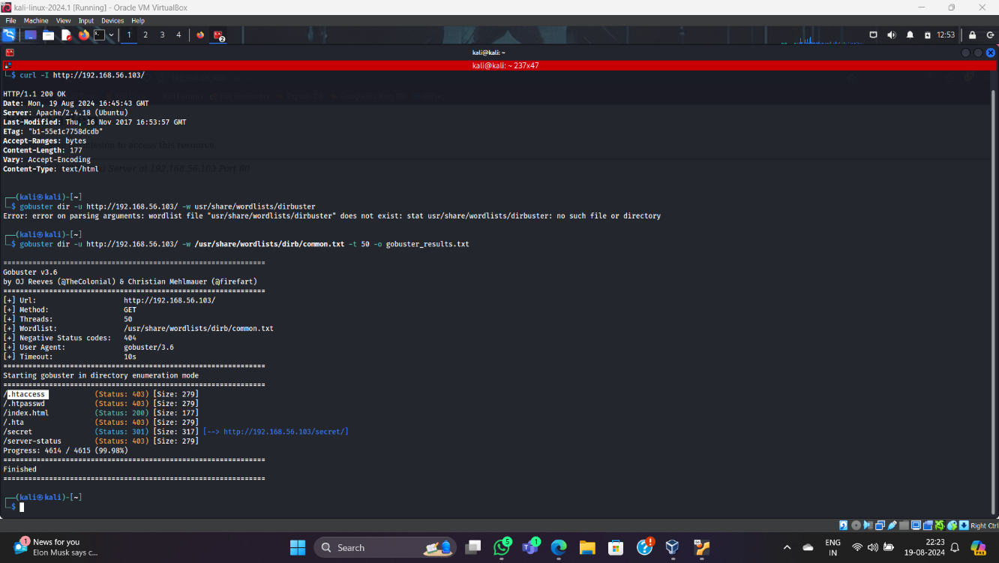 kali-linux-2024.1 [Running] - Oracle VM VirtualBox
File Machine View Input Devices Help
1 2 3 4 2 12:53
kali@kali: ~
kali@kali: ~ 237x47
└─$ curl -I http://192.168.56.103/
HTTP/1.1 200 OK
Date: Mon, 19 Aug 2024 16:45:43 GMT
Server: Apache/2.4.18 (Ubuntu)
Last-Modified: Thu, 16 Nov 2017 16:53:57 GMT
ETag: "b1-55e1c7758dcdb"
Accept-Ranges: bytes
Content-Length: 177
Vary: Accept-Encoding
Content-Type: text/html
┌──(kali㉿kali)-[~]
└─$ gobuster dir -u http://192.168.56.103/ -w usr/share/wordlists/dirbuster
Error: error on parsing arguments: wordlist file "usr/share/wordlists/dirbuster" does not exist: stat usr/share/wordlists/dirbuster: no such file or directory
┌──(kali㉿kali)-[~]
└─$ gobuster dir -u http://192.168.56.103/ -w /usr/share/wordlists/dirb/common.txt -t 50 -o gobuster_results.txt
===============================================================
Gobuster v3.6
by OJ Reeves (@TheColonial) & Christian Mehlmauer (@firefart)
===============================================================
[+] Url: http://192.168.56.103/
[+] Method: GET
[+] Threads: 50
[+] Wordlist: /usr/share/wordlists/dirb/common.txt
[+] Negative Status codes: 404
[+] User Agent: gobuster/3.6
[+] Timeout: 10s
===============================================================
Starting gobuster in directory enumeration mode
===============================================================
/.htaccess (Status: 403) [Size: 279]
/.htpasswd (Status: 403) [Size: 279]
/index.html (Status: 200) [Size: 177]
/.hta (Status: 403) [Size: 279]
/secret (Status: 301) [Size: 317] [--> http://192.168.56.103/secret/]
/server-status (Status: 403) [Size: 279]
Progress: 4614 / 4615 (99.98%)
===============================================================
Finished
===============================================================
┌──(kali㉿kali)-[~]
└─$
Right Ctrl
1 News for you
Elon Musk says c...
Search
5
1
ENG
IN
22:23
19-08-2024
PRE